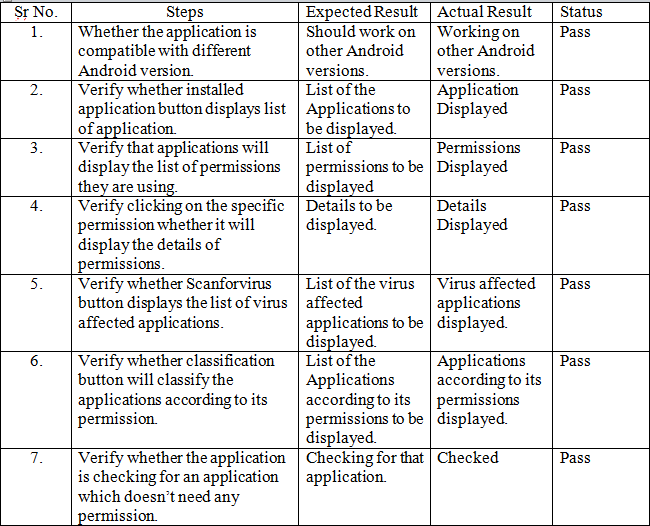 Sr No. Steps Expected Result Actual Result Status
1. Whether the application is Should work on Working on Pass
compatible with different other Android other Android
Android version. versions. versions.
2. Verify whether installed List of the Application Pass
application button displays list Applications to Displayed
of application. be displayed.
3. Verify that applications will List of Permissions Pass
display the list of permissions permissions to be Displayed
they are using. displayed
4. Verify clicking on the specific Details to be Details Pass
permission whether it will displayed. Displayed
display the details of
permissions.
5. Verify whether Scanforvirus List of the virus Virus affected Pass
button displays the list of virus affected applications
affected applications. applications to be displayed.
displayed.
6. Verify whether classification List of the Applications Pass
button will classify the Applications according to its
applications according to its according to its permissions
permission. permissions to be displayed.
displayed.
7. Verify whether the application Checking for that Checked Pass
is checking for an application application.
which doesn't need any
permission.